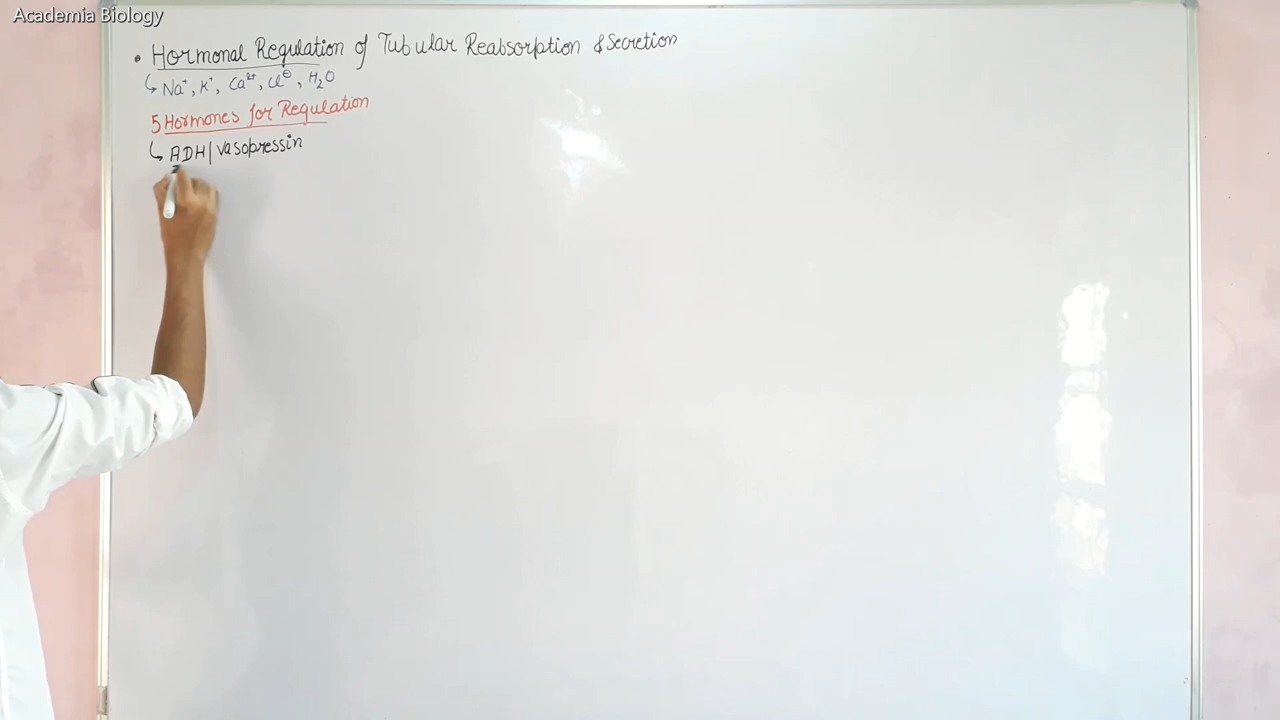 Academia Biology
• Hormonal Regulation of Tubular Reabsorption & Secretion
↳ Na⁺, K⁺, Ca²⁺, Cl⊖, H₂O
5 Hormones for Regulation
↳ ADH | Vasopressin